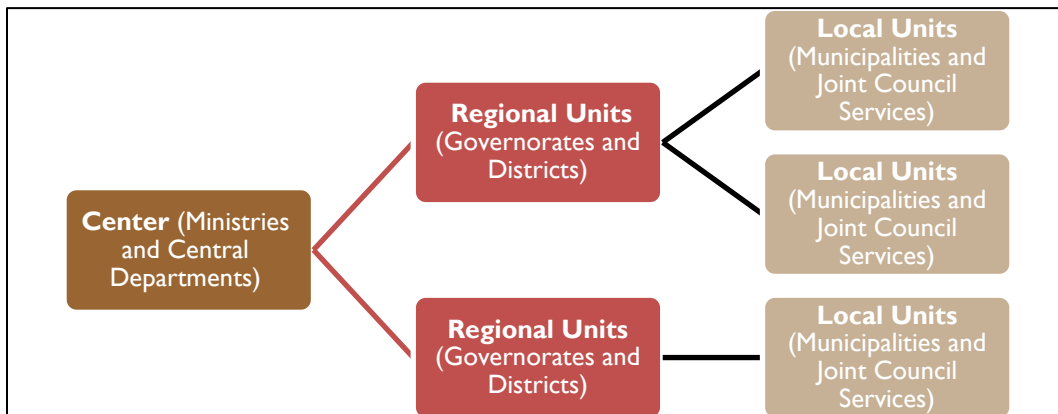 Center (Ministries
and Central
Departments)
Regional Units
(Governorates and
Districts)
Regional Units
(Governorates and
Districts)
Local Units
(Municipalities and
Joint Council
Services)
Local Units
(Municipalities and
Joint Council
Services)
Local Units
(Municipalities and
Joint Council
Services)